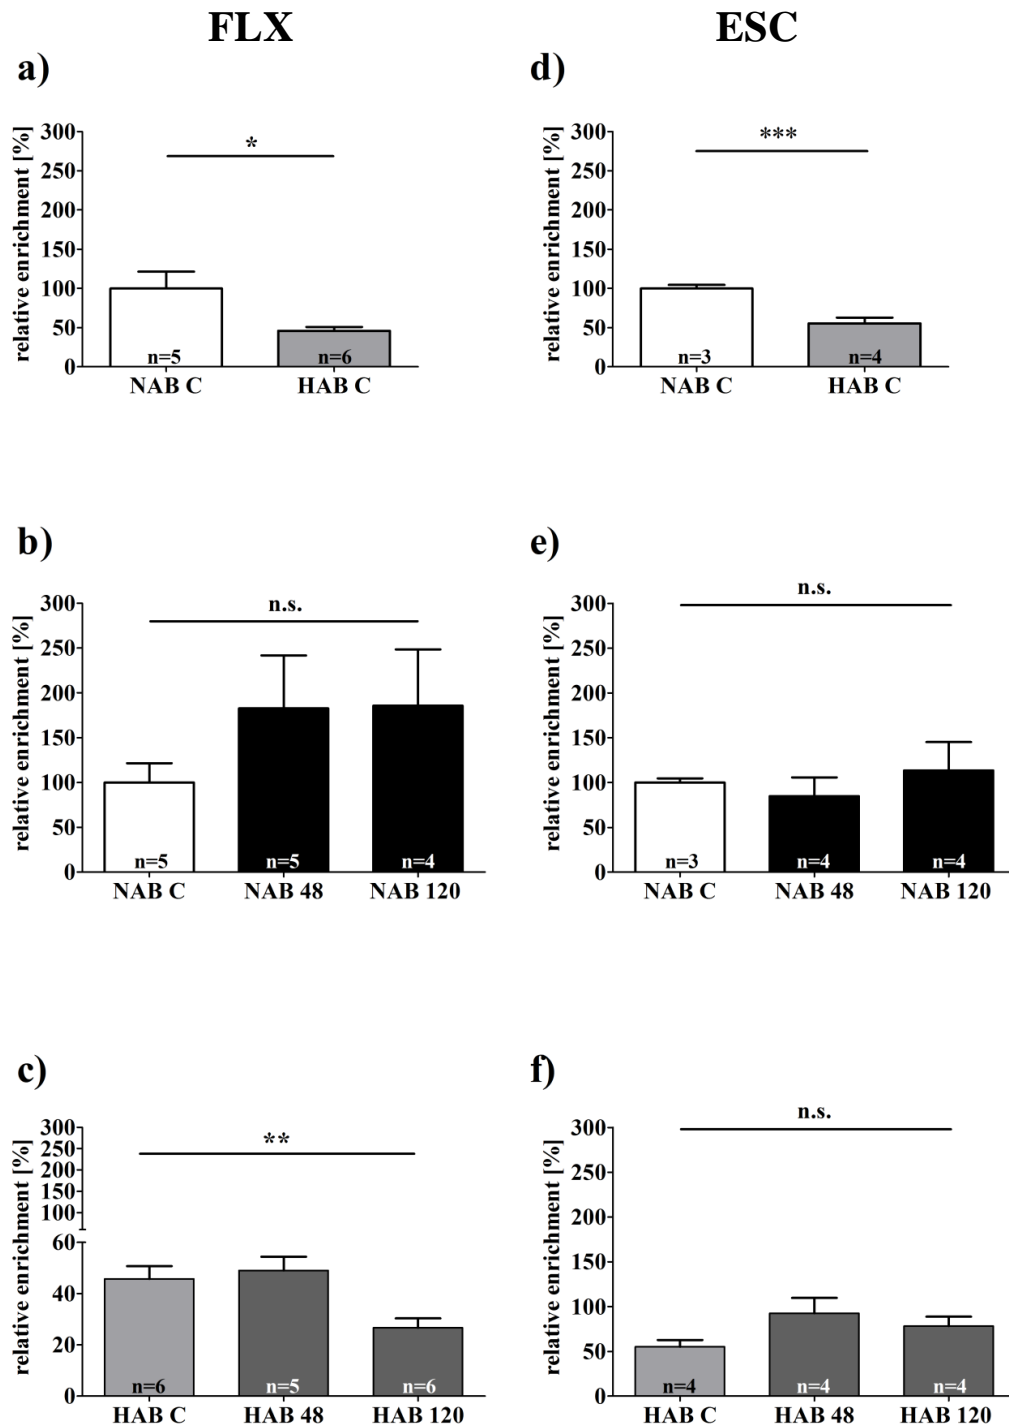 FLX
ESC
a)
relative enrichment [%]
300
250
200
150
100
50
0
*
n=5
n=6
NAB C
HAB C
d)
relative enrichment [%]
300
250
200
150
100
50
0
***
n=3
n=4
NAB C
HAB C
b)
relative enrichment [%]
300
250
200
150
100
50
0
n.s.
n=5
n=5
n=4
NAB C
NAB 48
NAB 120
e)
relative enrichment [%]
300
250
200
150
100
50
0
n.s.
n=3
n=4
n=4
NAB C
NAB 48
NAB 120
c)
relative enrichment [%]
300
250
200
150
100
60
40
20
0
**
n=6
n=5
n=6
HAB C
HAB 48
HAB 120
f)
relative enrichment [%]
300
250
200
150
100
50
0
n.s.
n=4
n=4
n=4
HAB C
HAB 48
HAB 120